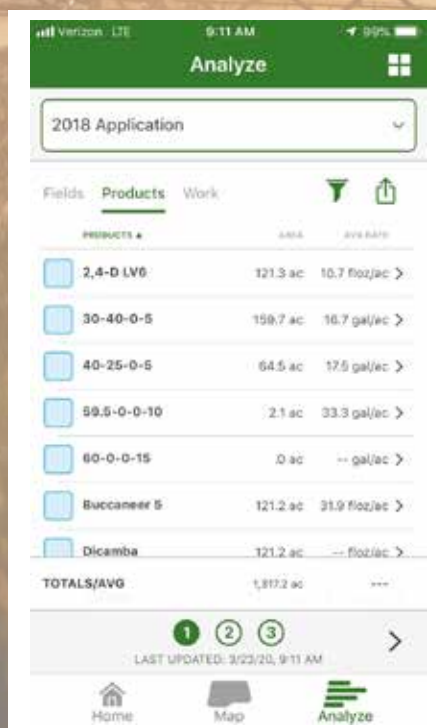 Verizon LTE 9:11 AM 99%
Analyze
2018 Application
Fields Products Work
PRODUCTS ▲ AREA AVG RATE
2,4-D LV6 121.3 ac 10.7 floz/ac >
30-40-0-5 159.7 ac 16.7 gal/ac >
40-25-0-5 64.5 ac 17.5 gal/ac >
59.5-0-0-10 2.1 ac 33.3 gal/ac >
60-0-0-15 .0 ac -- gal/ac >
Buccaneer 5 121.2 ac 31.9 floz/ac >
Dicamba 121.2 ac -- floz/ac >
TOTALS/AVG 1,817.2 ac ---
1 2 3 >
LAST UPDATED: 3/23/20, 9:11 AM
Home Map Analyze